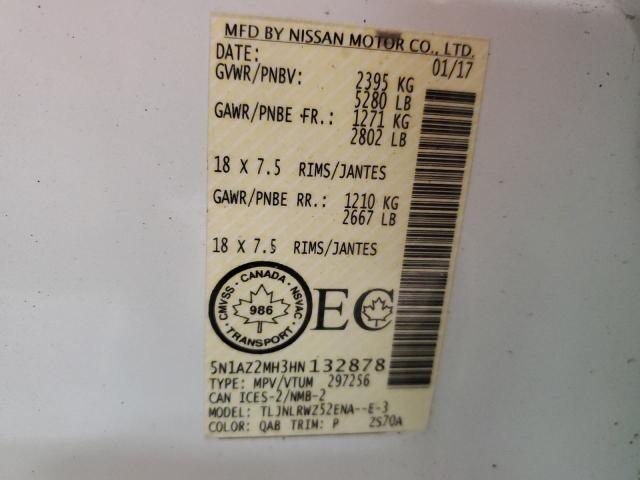 MFD BY NISSAN MOTOR CO., LTD.
DATE: 01/17
GVWR/PNBV: 2395 KG
5280 LB
GAWR/PNBE FR.: 1271 KG
2802 LB
18 X 7.5 RIMS/JANTES
GAWR/PNBE RR.: 1210 KG
2667 LB
18 X 7.5 RIMS/JANTES
CMVSS · CANADA · NSVAC · TRANSPORT ·
986
EC
5N1AZ2MH3HN132878
TYPE: MPV/VTUM 297256
CAN ICES-2/NMB-2
MODEL: TLJNLRWZ52ENA--E-3
COLOR: QAB TRIM: P 2S70A